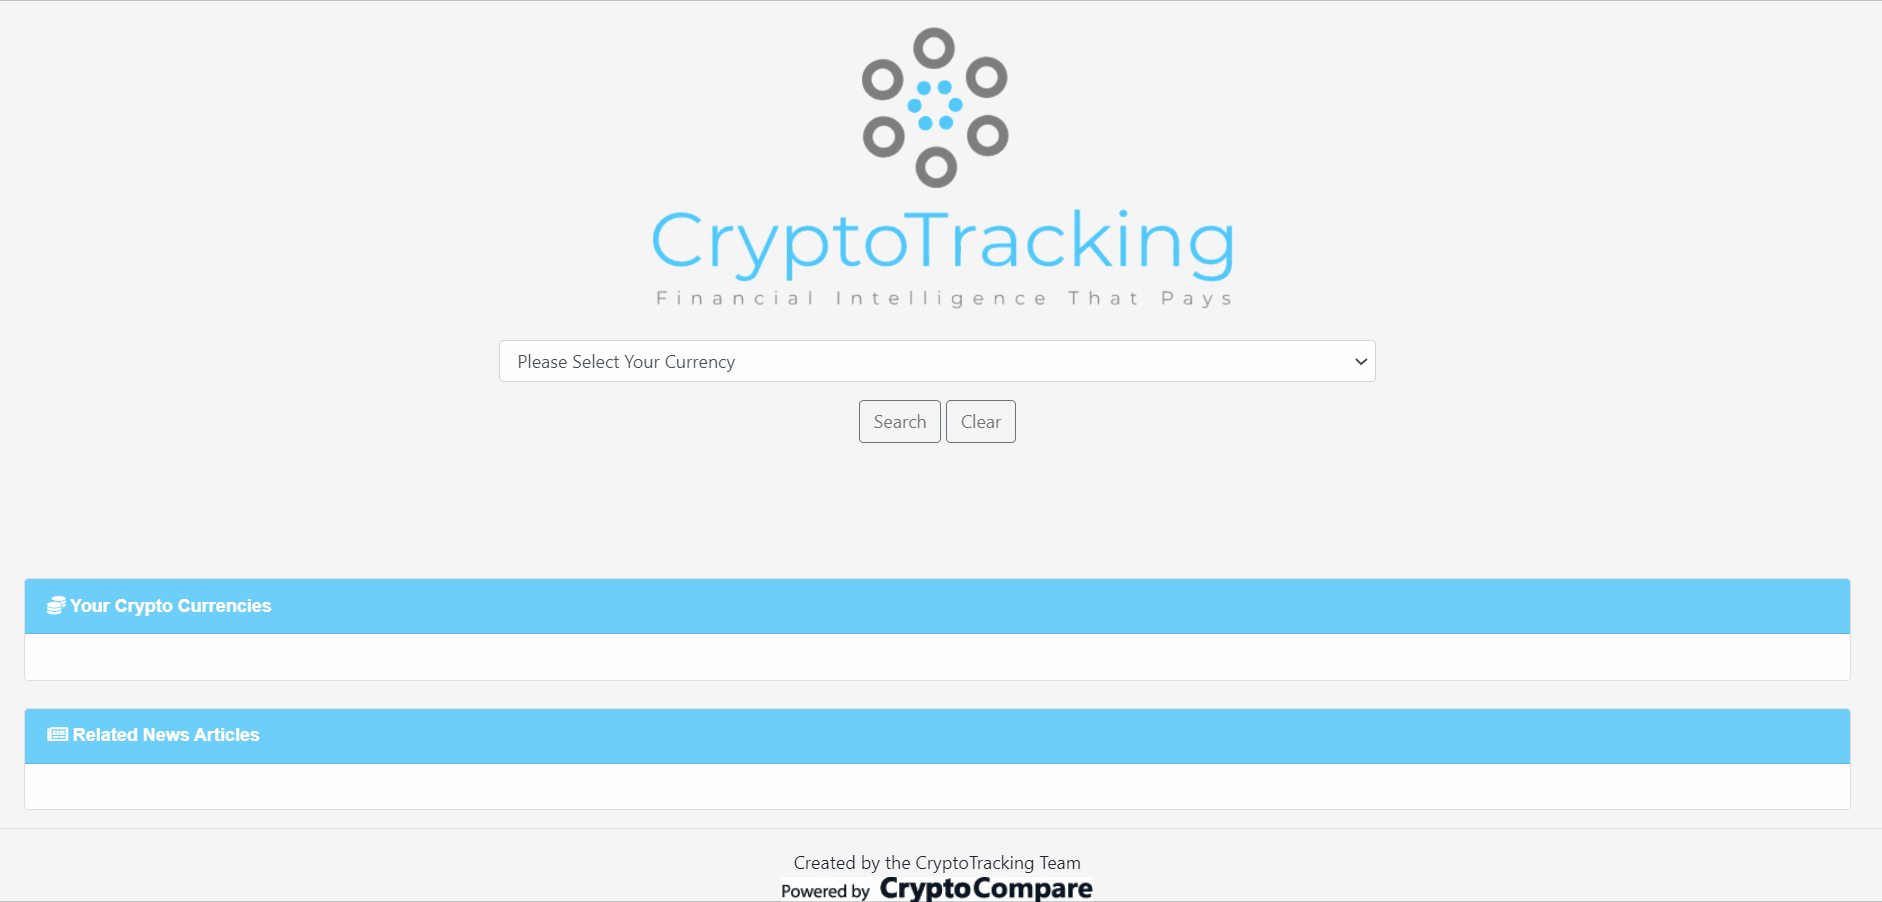 CryptoTracking
Financial Intelligence That Pays
Please Select Your Currency
Search Clear
Your Crypto Currencies
Related News Articles
Created by the CryptoTracking Team
Powered by CryptoCompare